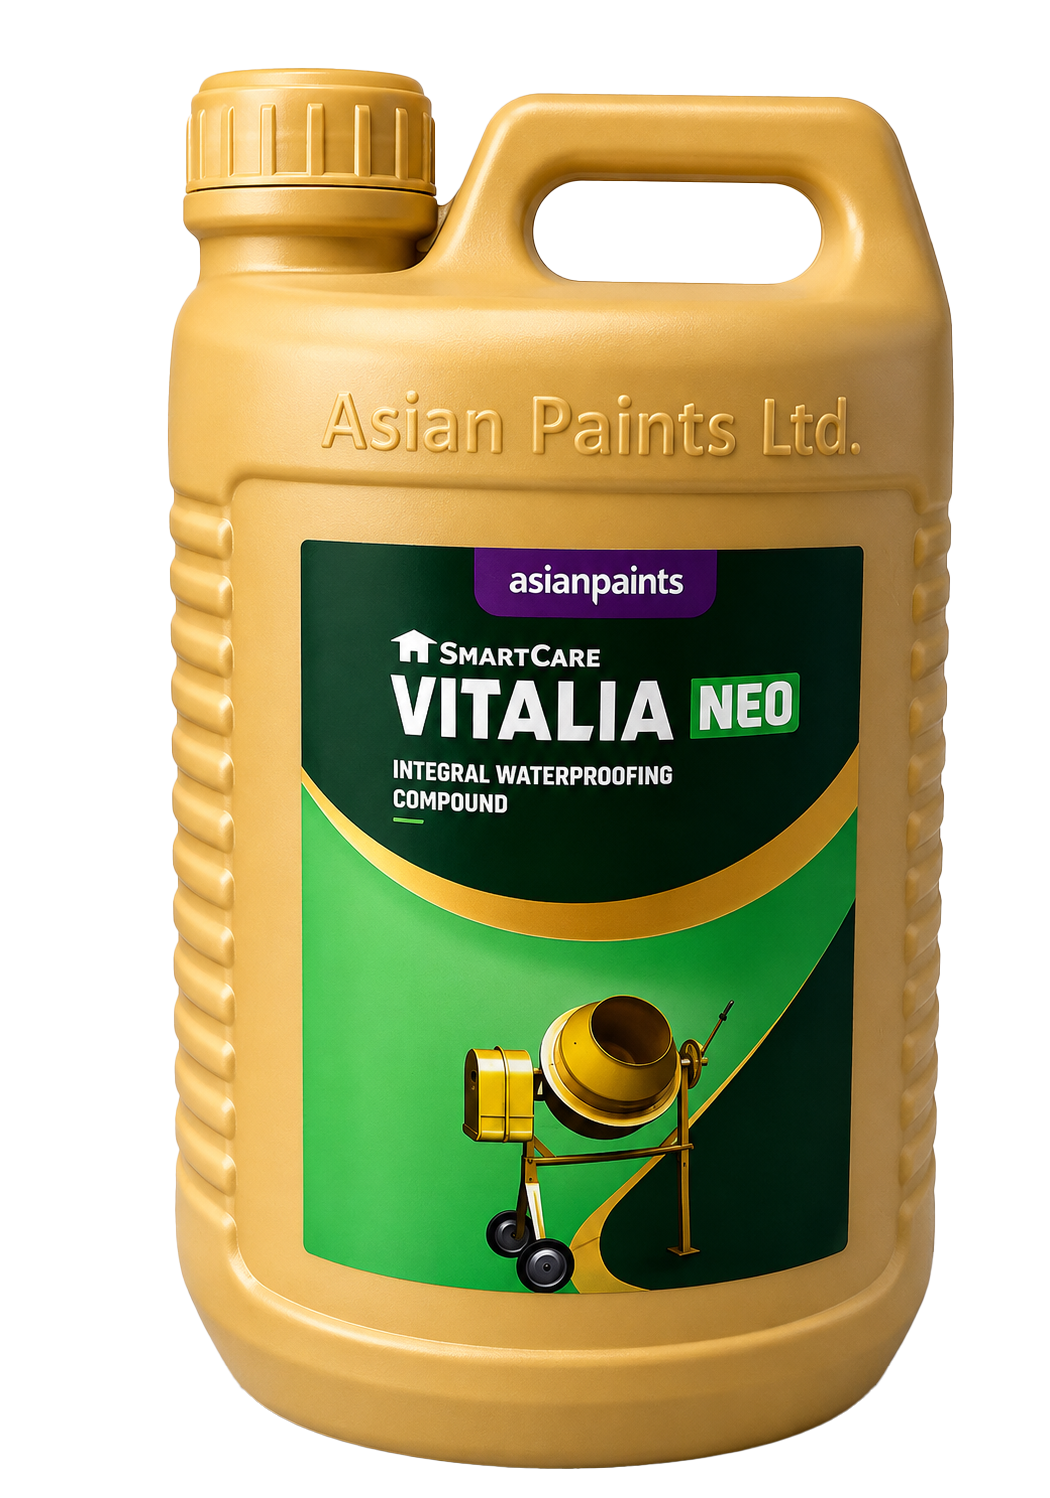 Asian Paints Ltd.
asianpaints
SMARTCARE
VITALIA NEO
INTEGRAL WATERPROOFING
COMPOUND